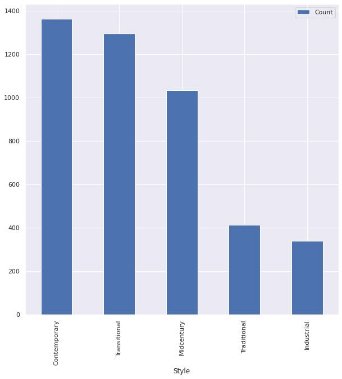 1400
Count
1200
1000
800
600
400
200
0
Contemporary
Transitional
Midcentury
Traditional
Industrial
Style